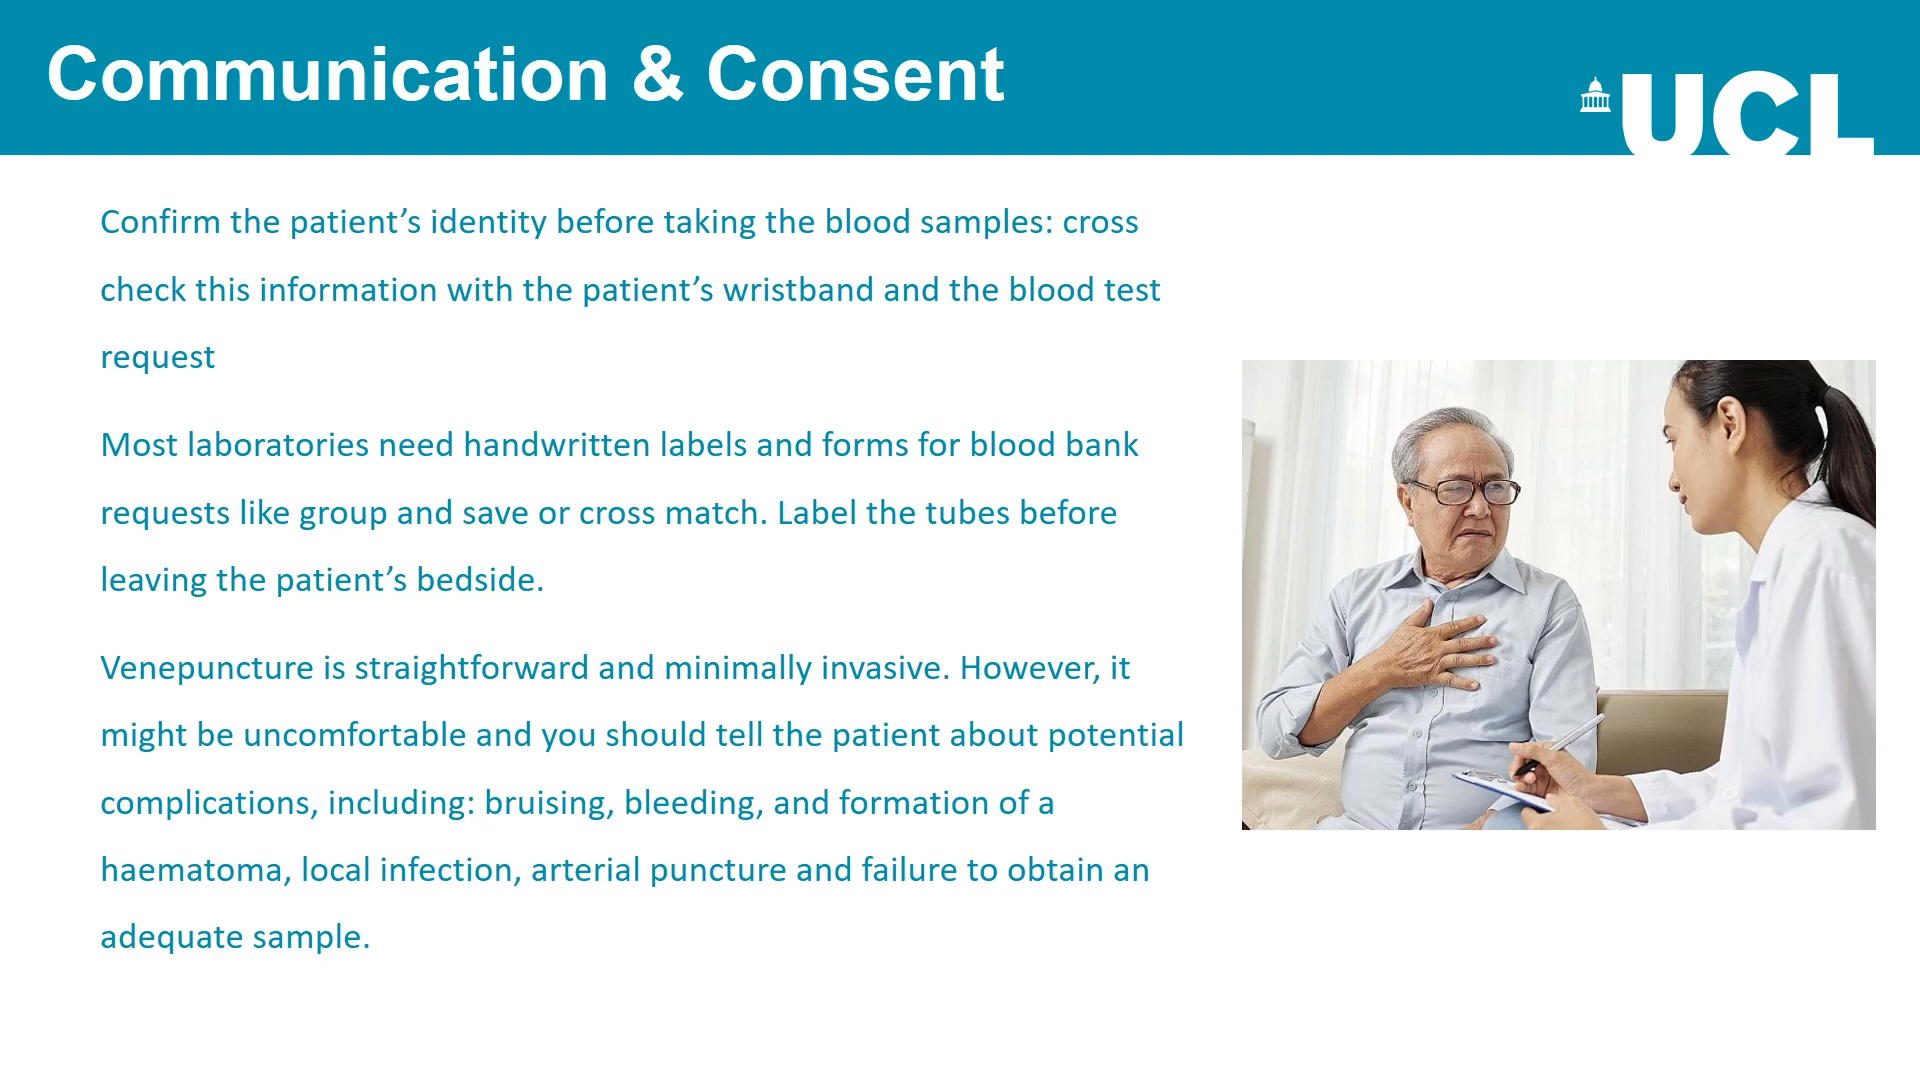 Communication & Consent
UCL
Confirm the patient’s identity before taking the blood samples: cross
check this information with the patient’s wristband and the blood test
request
Most laboratories need handwritten labels and forms for blood bank
requests like group and save or cross match. Label the tubes before
leaving the patient’s bedside.
Venepuncture is straightforward and minimally invasive. However, it
might be uncomfortable and you should tell the patient about potential
complications, including: bruising, bleeding, and formation of a
haematoma, local infection, arterial puncture and failure to obtain an
adequate sample.